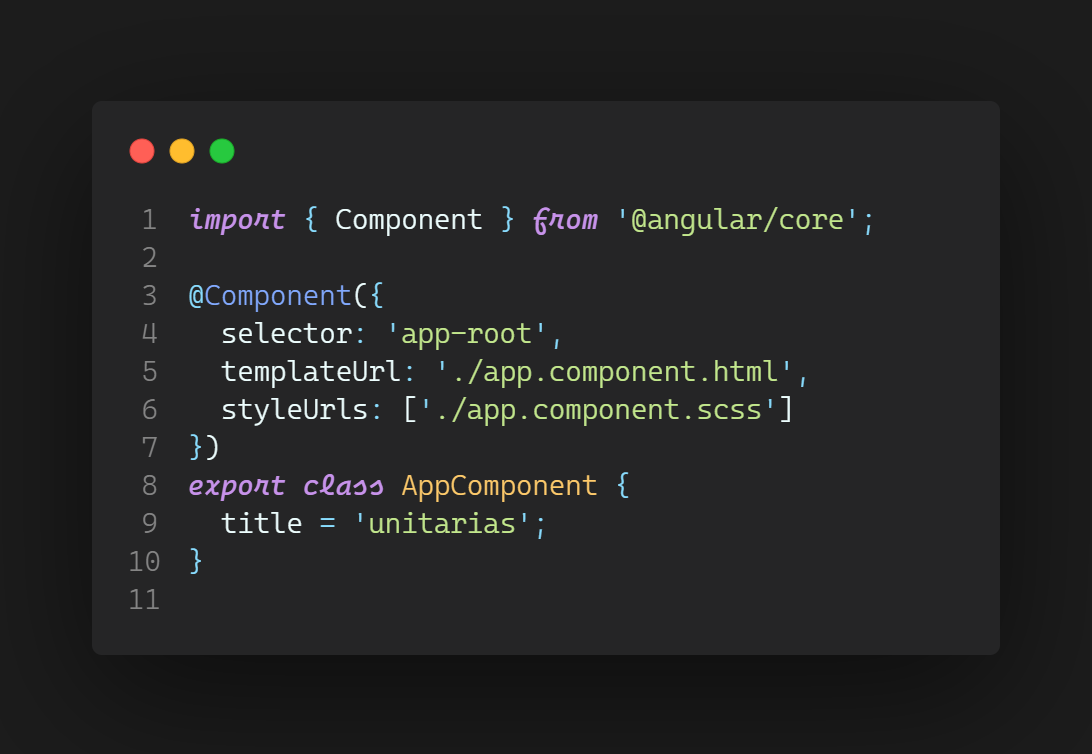 1 import { Component } from '@angular/core';
2
3 @Component({
4   selector: 'app-root',
5   templateUrl: './app.component.html',
6   styleUrls: ['./app.component.scss']
7 })
8 export class AppComponent {
9   title = 'unitarias';
10 }
11